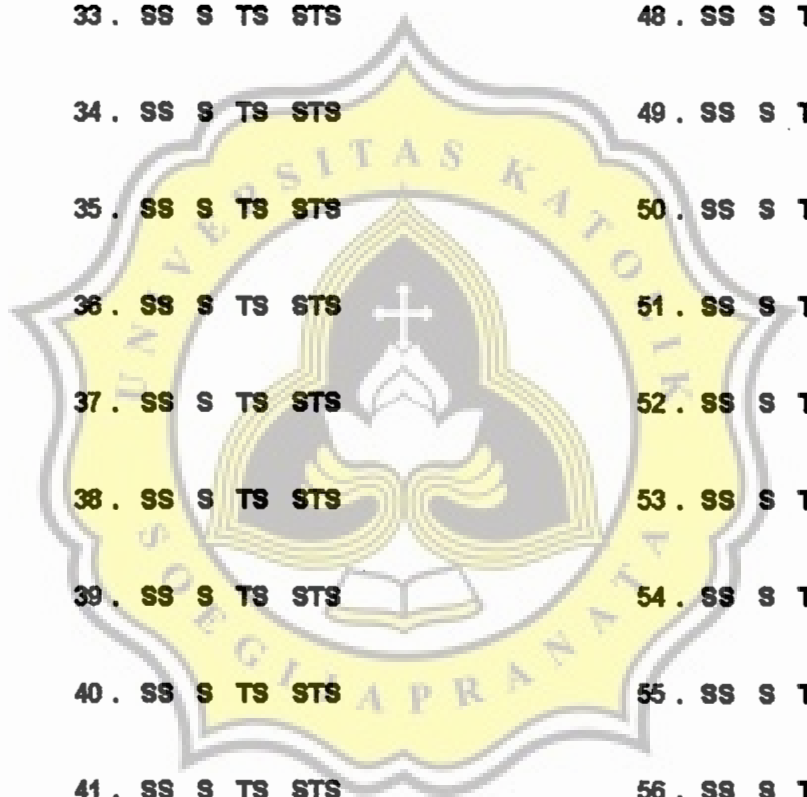 33. SS S TS STS
34. SS S TS STS
35. SS S TS STS
36. SS S TS STS
37. SS S TS STS
38. SS S TS STS
39. SS S TS STS
40. SS S TS STS
41. SS S TS STS
48. SS S T
49. SS S T
50. SS S T
51. SS S T
52. SS S T
53. SS S T
54. SS S T
55. SS S T
56. SS S T
UNIVERSITAS KATOLIK
SOEGIJAPRANATA